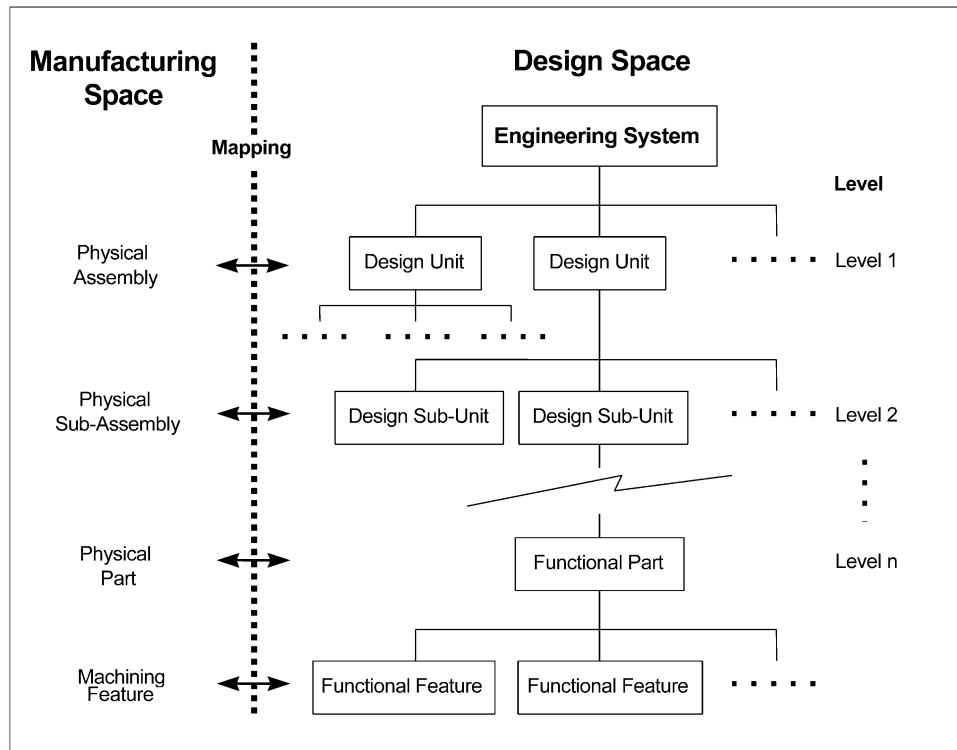 Manufacturing
Space
Design Space
Mapping
Engineering System
Level
Physical
Assembly
Design Unit
Design Unit
Level 1
Physical
Sub-Assembly
Design Sub-Unit
Design Sub-Unit
Level 2
Physical
Part
Functional Part
Level n
Machining
Feature
Functional Feature
Functional Feature